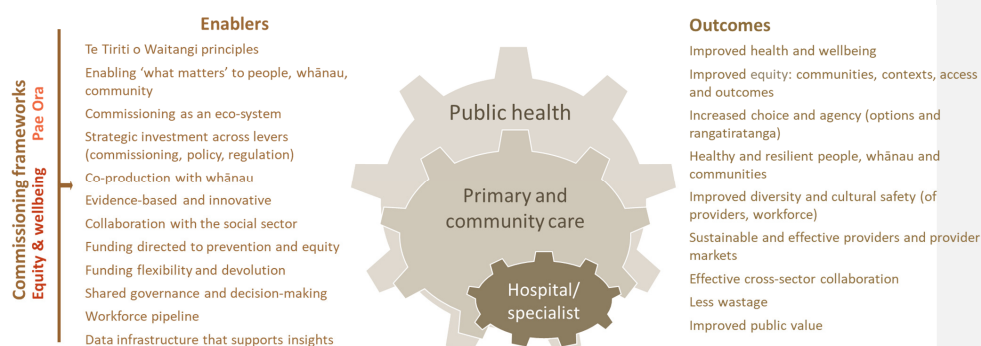 Commissioning frameworks
Equity & wellbeing Pae Ora
Enablers
Te Tiriti o Waitangi principles
Enabling ‘what matters’ to people, whānau,
community
Commissioning as an eco-system
Strategic investment across levers
(commissioning, policy, regulation)
Co-production with whānau
Evidence-based and innovative
Collaboration with the social sector
Funding directed to prevention and equity
Funding flexibility and devolution
Shared governance and decision-making
Workforce pipeline
Data infrastructure that supports insights
Public health
Primary and
community care
Hospital/
specialist
Outcomes
Improved health and wellbeing
Improved equity: communities, contexts, access
and outcomes
Increased choice and agency (options and
rangatiratanga)
Healthy and resilient people, whānau and
communities
Improved diversity and cultural safety (of
providers, workforce)
Sustainable and effective providers and provider
markets
Effective cross-sector collaboration
Less wastage
Improved public value